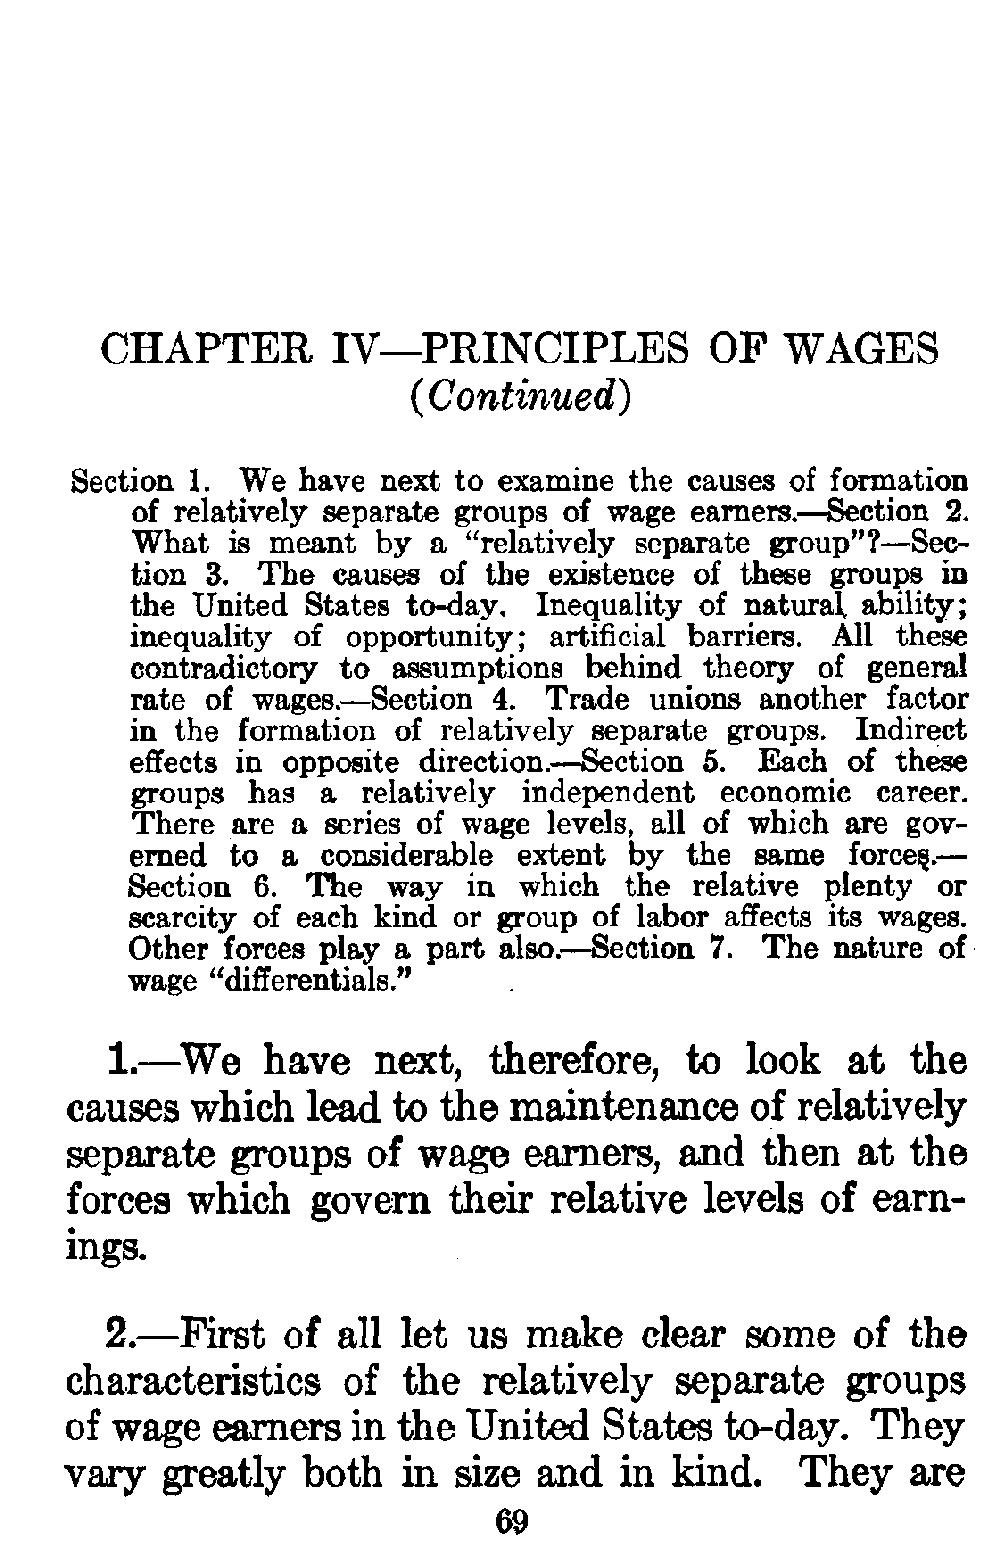 CHAPTER IV—PRINCIPLES OF WAGES
(Continued)
Section 1. We have next to examine the causes of formation
of relatively separate groups of wage earners.—Section 2.
What is meant by a "relatively separate group"?—Sec-
tion 3. The causes of the existence of these groups in
the United States to-day. Inequality of natural ability;
inequality of opportunity; artificial barriers. All these
contradictory to assumptions behind theory of general
rate of wages.—Section 4. Trade unions another factor
in the formation of relatively separate groups. Indirect
effects in opposite direction.—Section 5. Each of these
groups has a relatively independent economic career.
There are a series of wage levels, all of which are gov-
erned to a considerable extent by the same forces.—
Section 6. The way in which the relative plenty or
scarcity of each kind or group of labor affects its wages.
Other forces play a part also.—Section 7. The nature of
wage "differentials."
1.—We have next, therefore, to look at the
causes which lead to the maintenance of relatively
separate groups of wage earners, and then at the
forces which govern their relative levels of earn-
ings.
2.—First of all let us make clear some of the
characteristics of the relatively separate groups
of wage earners in the United States to-day. They
vary greatly both in size and in kind. They are
69